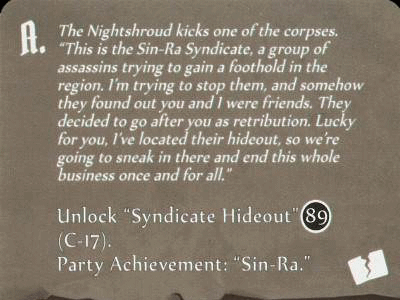 A. The Nightshroud kicks one of the corpses.
“This is the Sin-Ra Syndicate, a group of
assassins trying to gain a foothold in the
region. I’m trying to stop them, and somehow
they found out you and I were friends. They
decided to go after you as retribution. Lucky
for you, I’ve located their hideout, so we’re
going to sneak in there and end this whole
business once and for all.”
Unlock “Syndicate Hideout” 89
(C-17).
Party Achievement: “Sin-Ra.”